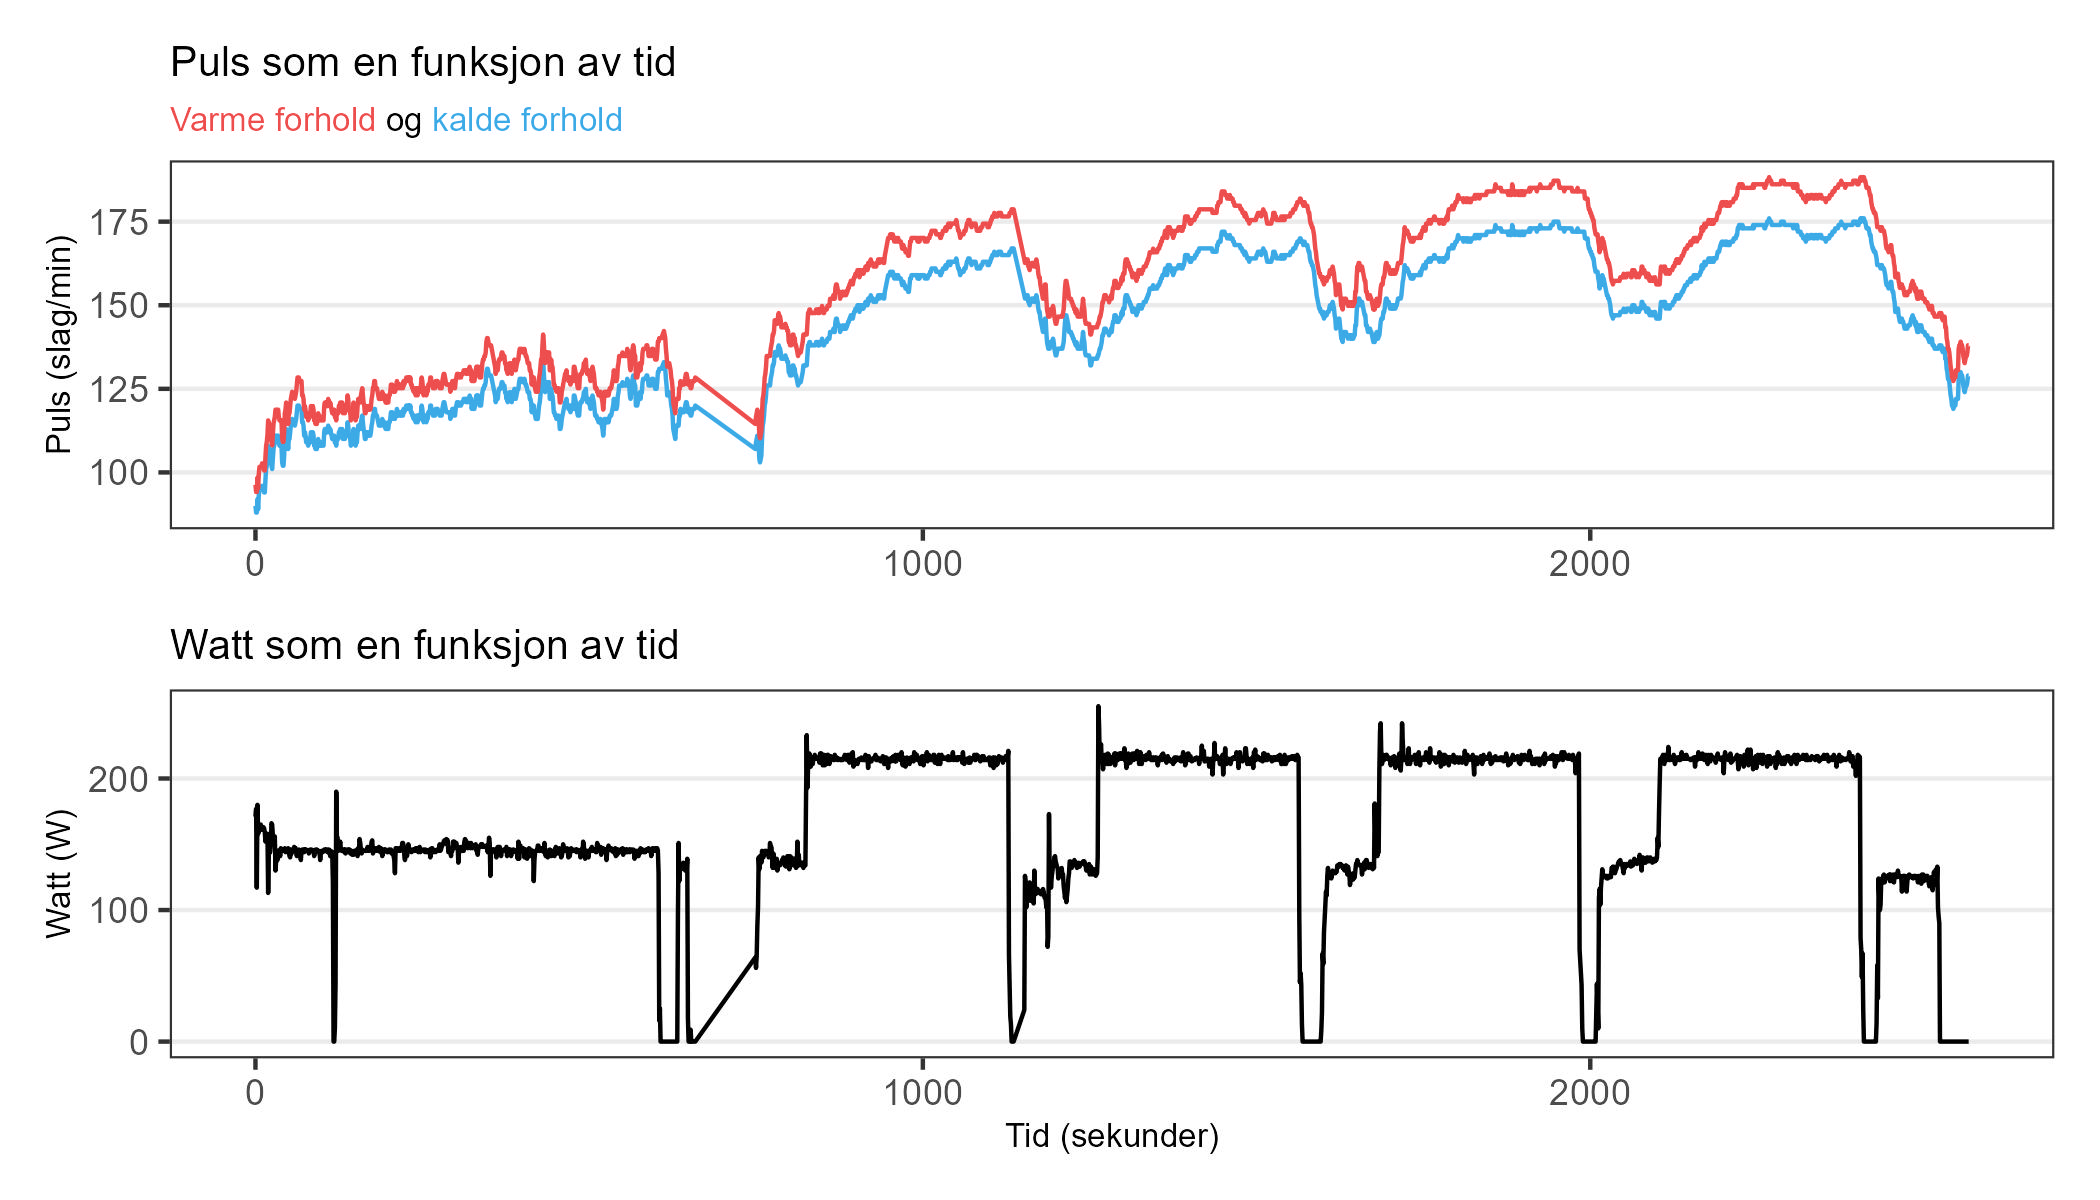 Puls som en funksjon av tid
Varme forhold og kalde forhold
Puls (slag/min)
175
150
125
100
0
1000
2000
Watt som en funksjon av tid
Watt (W)
200
100
0
0
1000
2000
Tid (sekunder)